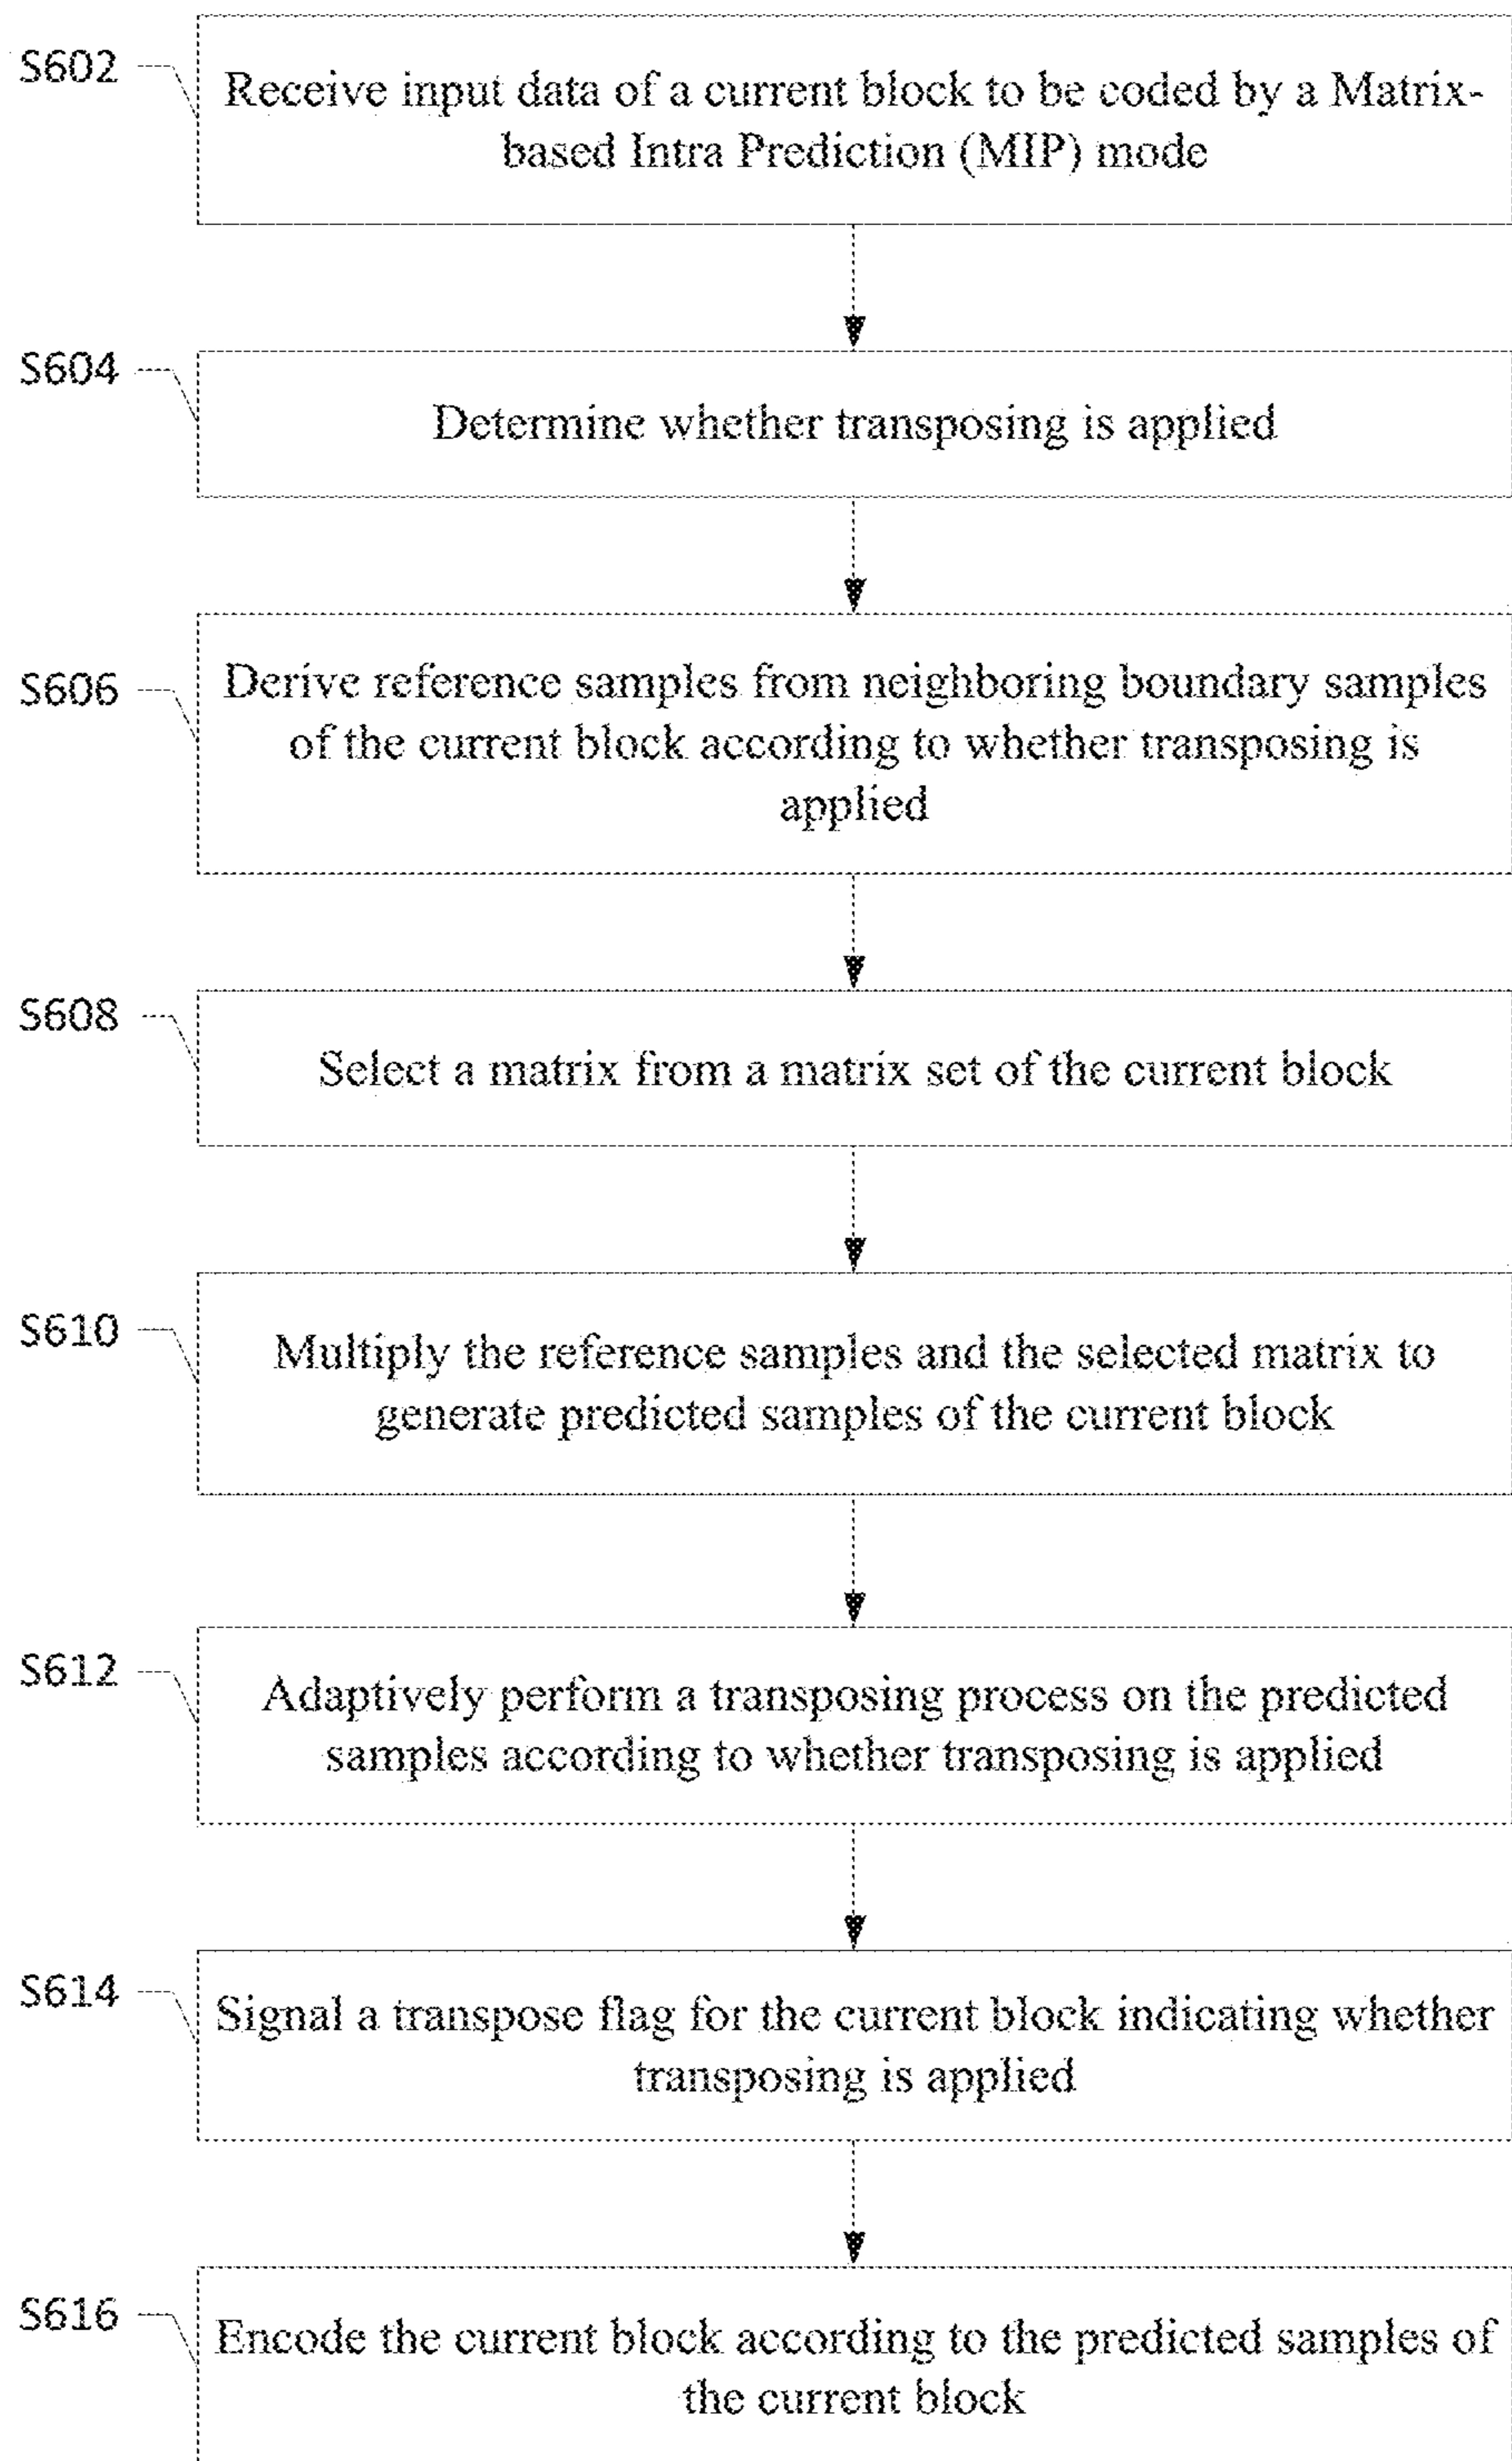 S602
Receive input data of a current block to be coded by a Matrix-
based Intra Prediction (MIP) mode
S604
Determine whether transposing is applied
S606
Derive reference samples from neighboring boundary samples
of the current block according to whether transposing is
applied
S608
Select a matrix from a matrix set of the current block
S610
Multiply the reference samples and the selected matrix to
generate predicted samples of the current block
S612
Adaptively perform a transposing process on the predicted
samples according to whether transposing is applied
S614
Signal a transpose flag for the current block indicating whether
transposing is applied
S616
Encode the current block according to the predicted samples of
the current block